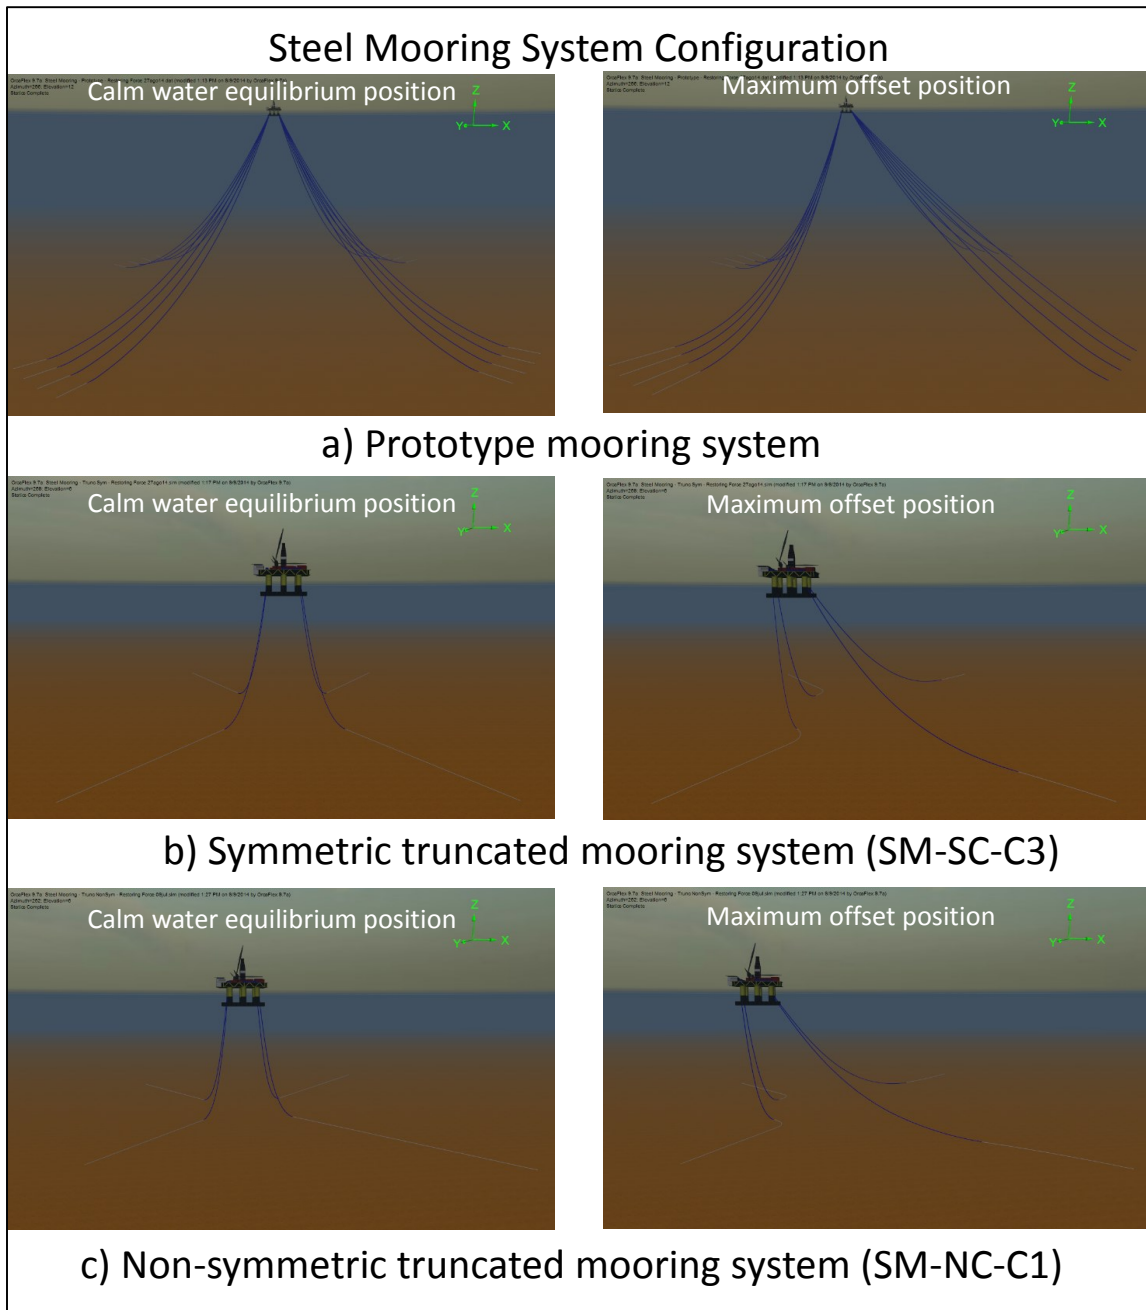 Steel Mooring System Configuration
Calm water equilibrium position
Z
Y
X
Maximum offset position
Z
Y
X
a) Prototype mooring system
Calm water equilibrium position
Z
Y
X
Maximum offset position
Z
Y
X
b) Symmetric truncated mooring system (SM-SC-C3)
Calm water equilibrium position
Z
Y
X
Maximum offset position
Z
Y
X
c) Non-symmetric truncated mooring system (SM-NC-C1)